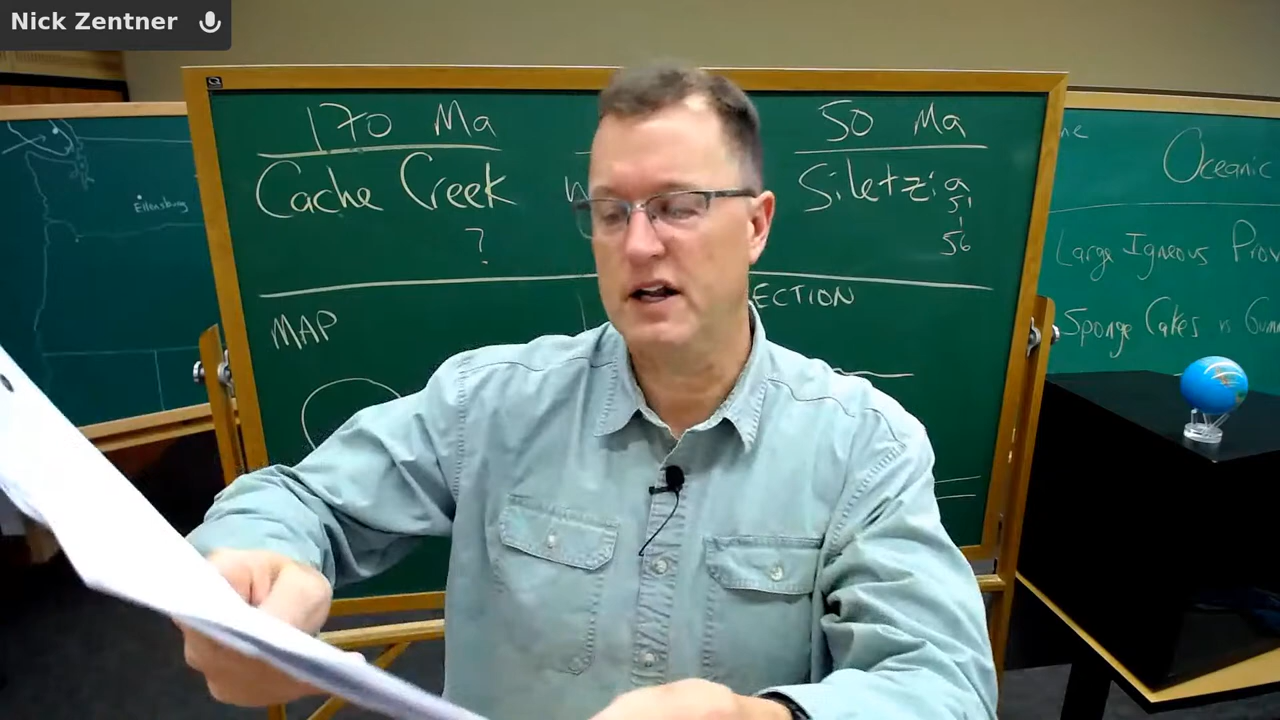 Nick Zentner
Ellensburg
170 Ma
Cache Creek
?
50 Ma
Siletzia
51
56
MAP
ECTION
Oceanic
Large Igneous Prov
Sponge Cakes vs Gum